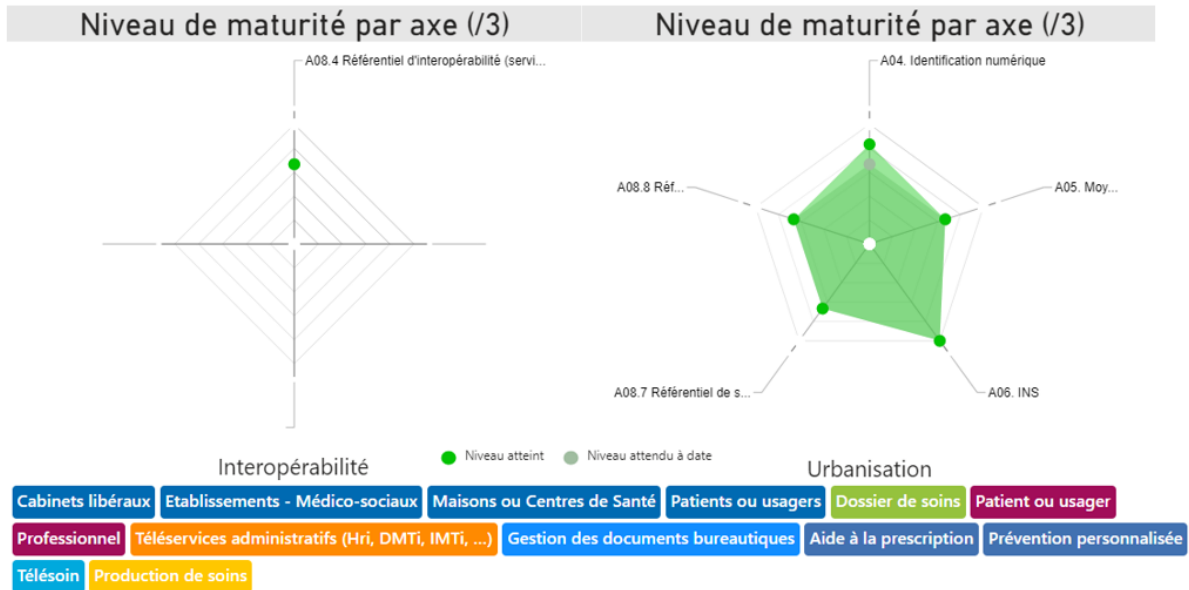 Niveau de maturité par axe (/3)
Niveau de maturité par axe (/3)
A08.4 Référentiel d'interopérabilité (servi...
A04. Identification numérique
A08.8 Réf...
A05. Moy...
A08.7 Référentiel de s...
A06. INS
Interopérabilité
Niveau atteint
Niveau attendu à date
Urbanisation
Cabinets libéraux Etablissements - Médico-sociaux Maisons ou Centres de Santé Patients ou usagers Dossier de soins Patient ou usager
Professionnel Téléservices administratifs (Hri, DMTi, IMTi, ...) Gestion des documents bureautiques Aide à la prescription Prévention personnalisée
Télésoin Production de soins